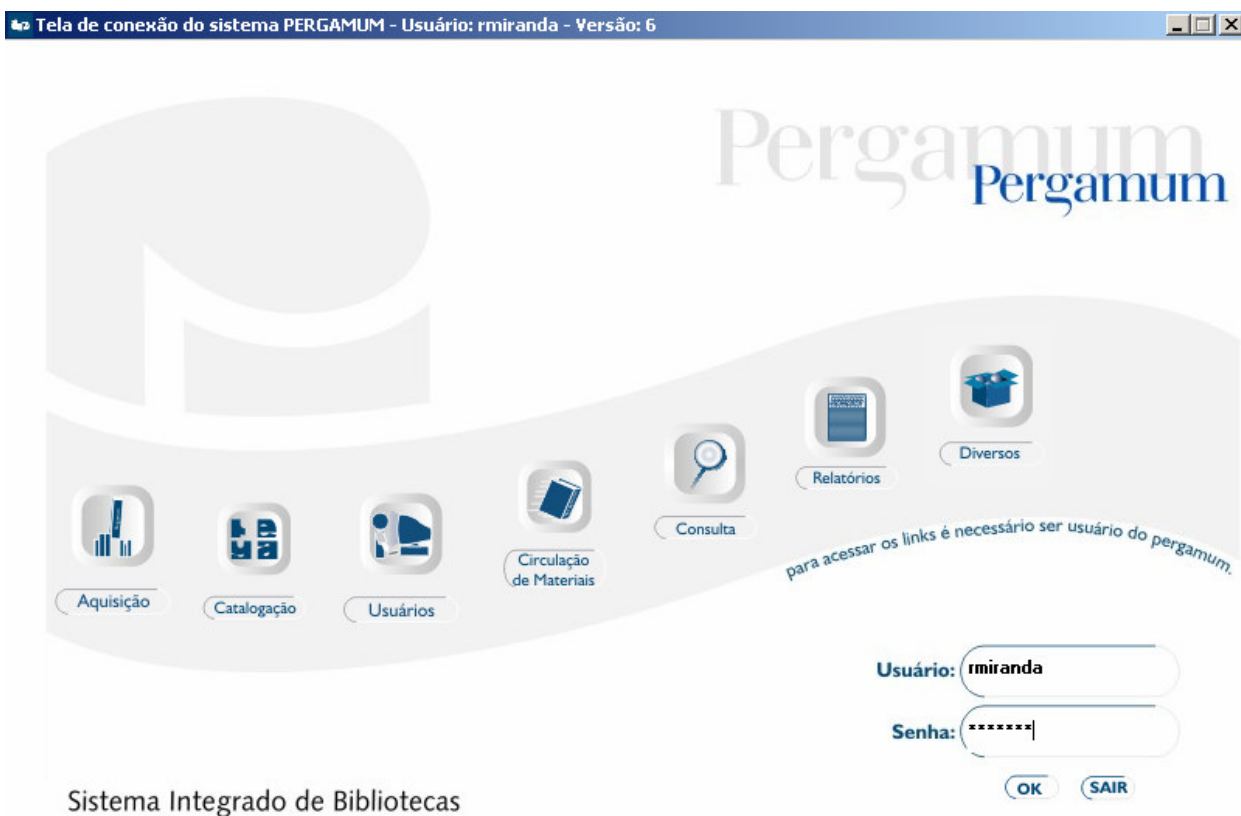 Tela de conexão do sistema PERGAMUM - Usuário: rmiranda - Versão: 6
Pergamum
Pergamum
Diversos
Relatórios
Consulta
Circulação
de Materiais
Aquisição
Catalogação
Usuários
para acessar os links é necessário ser usuário do pergamum.
Usuário: rmiranda
Senha: *******
OK SAIR
Sistema Integrado de Bibliotecas